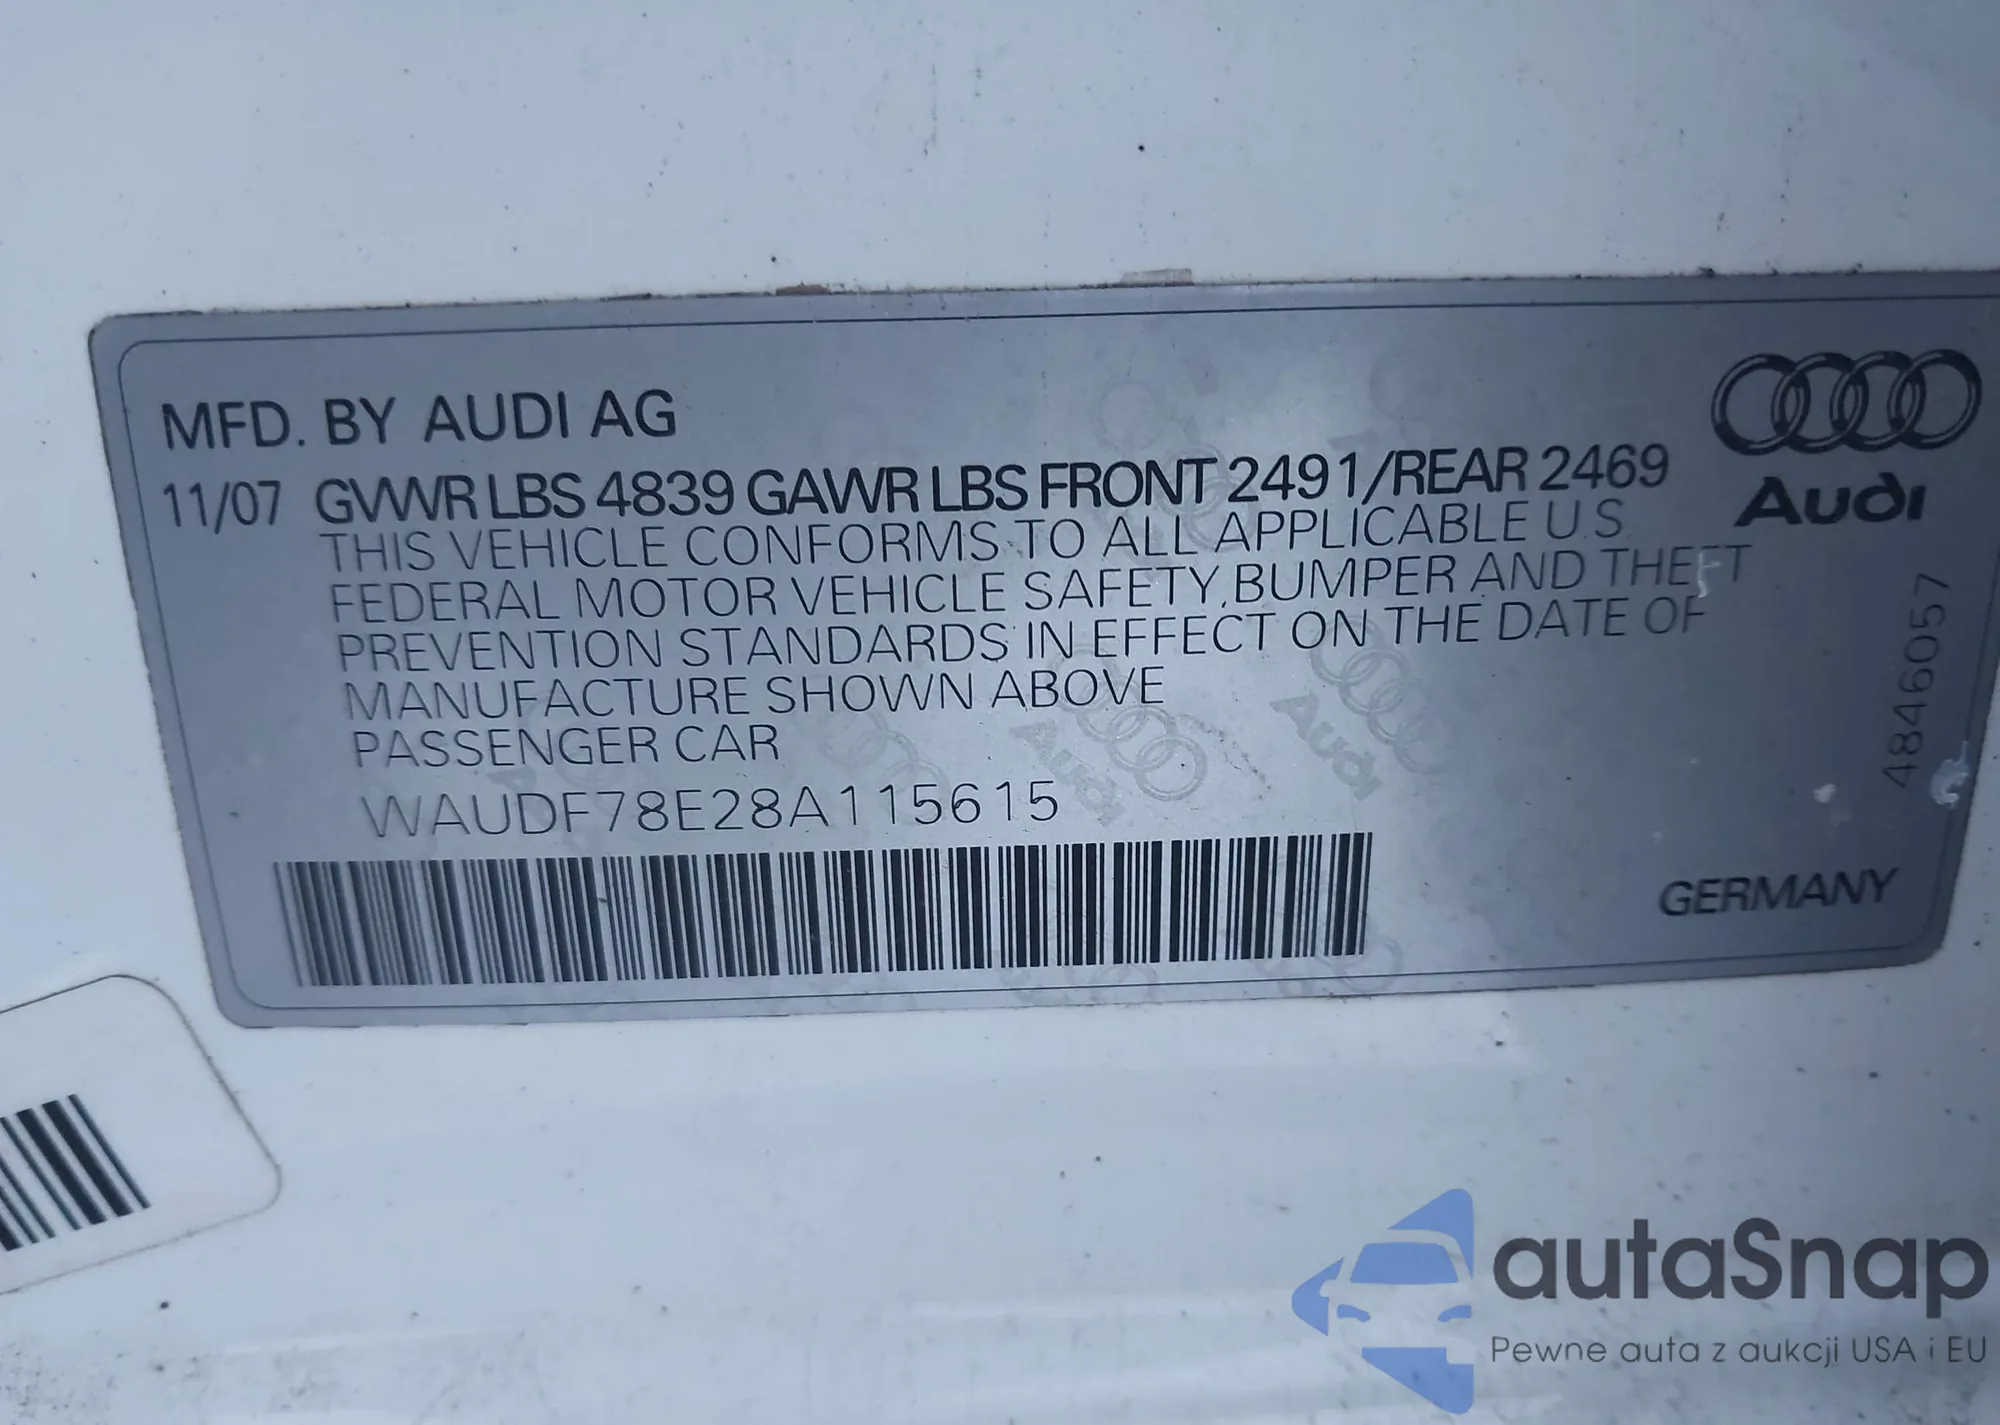 MFD. BY AUDI AG
11/07 GVWR LBS 4839 GAWR LBS FRONT 2491/REAR 2469
THIS VEHICLE CONFORMS TO ALL APPLICABLE U.S.
FEDERAL MOTOR VEHICLE SAFETY, BUMPER AND THEFT
PREVENTION STANDARDS IN EFFECT ON THE DATE OF
MANUFACTURE SHOWN ABOVE
PASSENGER CAR
WAUDF78E28A115615
Audi
4846057
GERMANY
Audi
Audi
autaSnap
Pewne auta z aukcji USA i EU